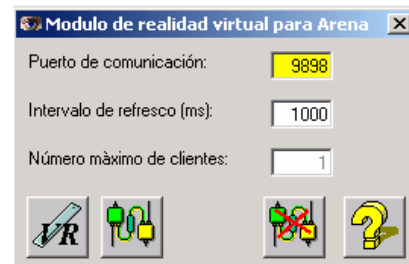 Modulo de realidad virtual para Arena
Puerto de comunicación: 9898
Intervalo de refresco (ms): 1000
Número màximo de clientes: 1
VR